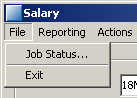 Salary
File Reporting Actions
Job Status...
Exit